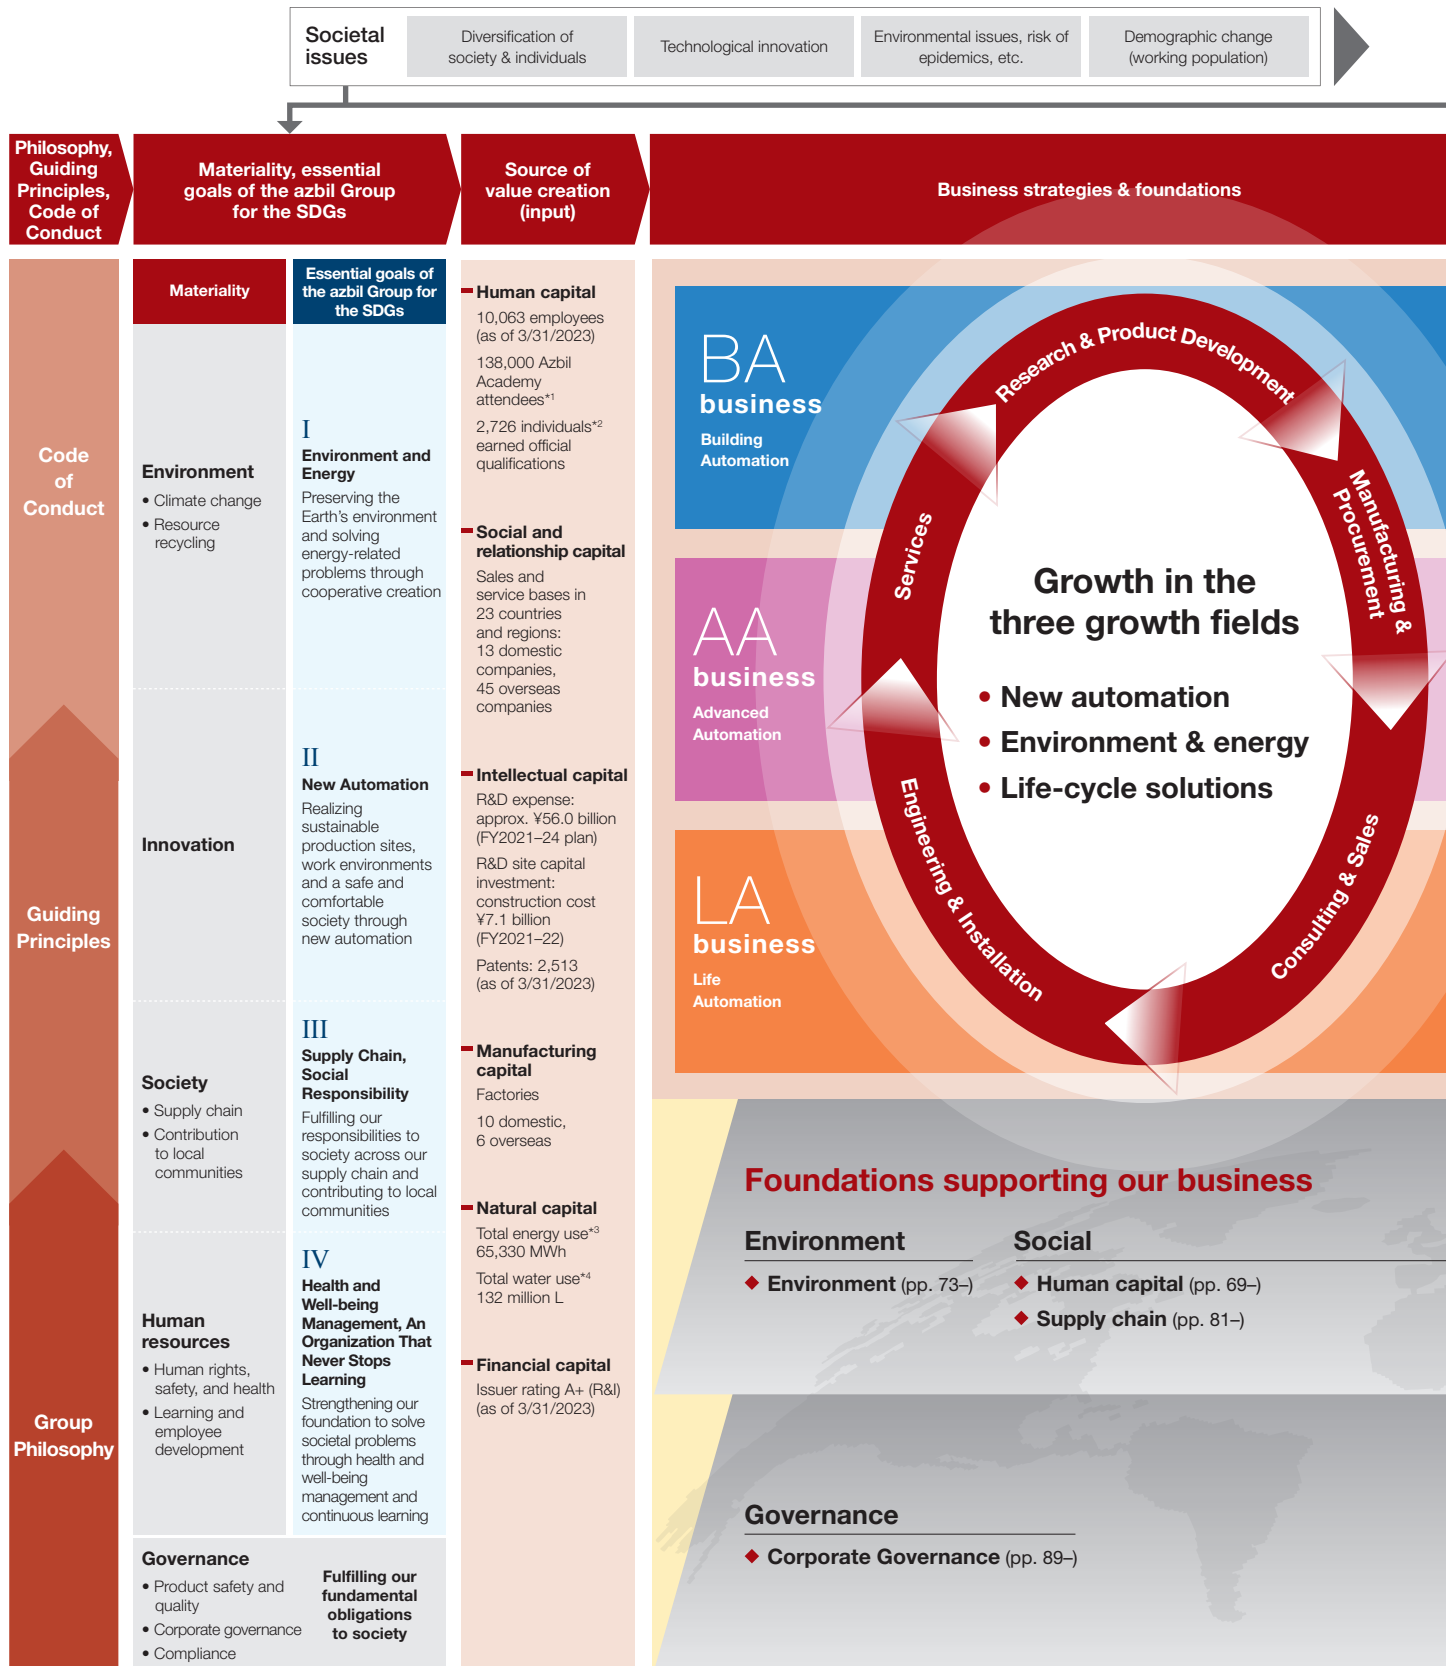 Societal
issues
Diversification of
society & individuals
Technological innovation
Environmental issues, risk of
epidemics, etc.
Demographic change
(working population)
Philosophy,
Guiding
Principles,
Code of
Conduct
Materiality, essential
goals of the azbil Group
for the SDGs
Source of
value creation
(input)
Business strategies & foundations
Code
of
Conduct
Guiding
Principles
Group
Philosophy
Materiality
Essential goals of
the azbil Group for
the SDGs
Environment
• Climate change
• Resource
recycling
I
Environment and
Energy
Preserving the
Earth's environment
and solving
energy-related
problems through
cooperative creation
Innovation
II
New Automation
Realizing
sustainable
production sites,
work environments
and a safe and
comfortable
society through
new automation
Society
• Supply chain
• Contribution
to local
communities
III
Supply Chain,
Social
Responsibility
Fulfilling our
responsibilities to
society across our
supply chain and
contributing to local
communities
Human
resources
• Human rights,
safety, and health
• Learning and
employee
development
IV
Health and
Well-being
Management, An
Organization That
Never Stops
Learning
Strengthening our
foundation to solve
societal problems
through health and
well-being
management and
continuous learning
Governance
• Product safety and
quality
• Corporate governance
• Compliance
Fulfilling our
fundamental
obligations
to society
Human capital
10,063 employees
(as of 3/31/2023)
138,000 Azbil
Academy
attendees*1
2,726 individuals*2
earned official
qualifications
Social and
relationship capital
Sales and
service bases in
23 countries
and regions:
13 domestic
companies,
45 overseas
companies
Intellectual capital
R&D expense:
approx. ¥56.0 billion
(FY2021–24 plan)
R&D site capital
investment:
construction cost
¥7.1 billion
(FY2021–22)
Patents: 2,513
(as of 3/31/2023)
Manufacturing
capital
Factories
10 domestic,
6 overseas
Natural capital
Total energy use*3
65,330 MWh
Total water use*4
132 million L
Financial capital
Issuer rating A+ (R&I)
(as of 3/31/2023)
BA
business
Building
Automation
AA
business
Advanced
Automation
LA
business
Life
Automation
Research & Product Development
Manufacturing &
Procurement
Consulting & Sales
Engineering & Installation
Services
Growth in the
three growth fields
• New automation
• Environment & energy
• Life-cycle solutions
Foundations supporting our business
Environment
◆ Environment (pp. 73–)
Social
◆ Human capital (pp. 69–)
◆ Supply chain (pp. 81–)
Governance
◆ Corporate Governance (pp. 89–)